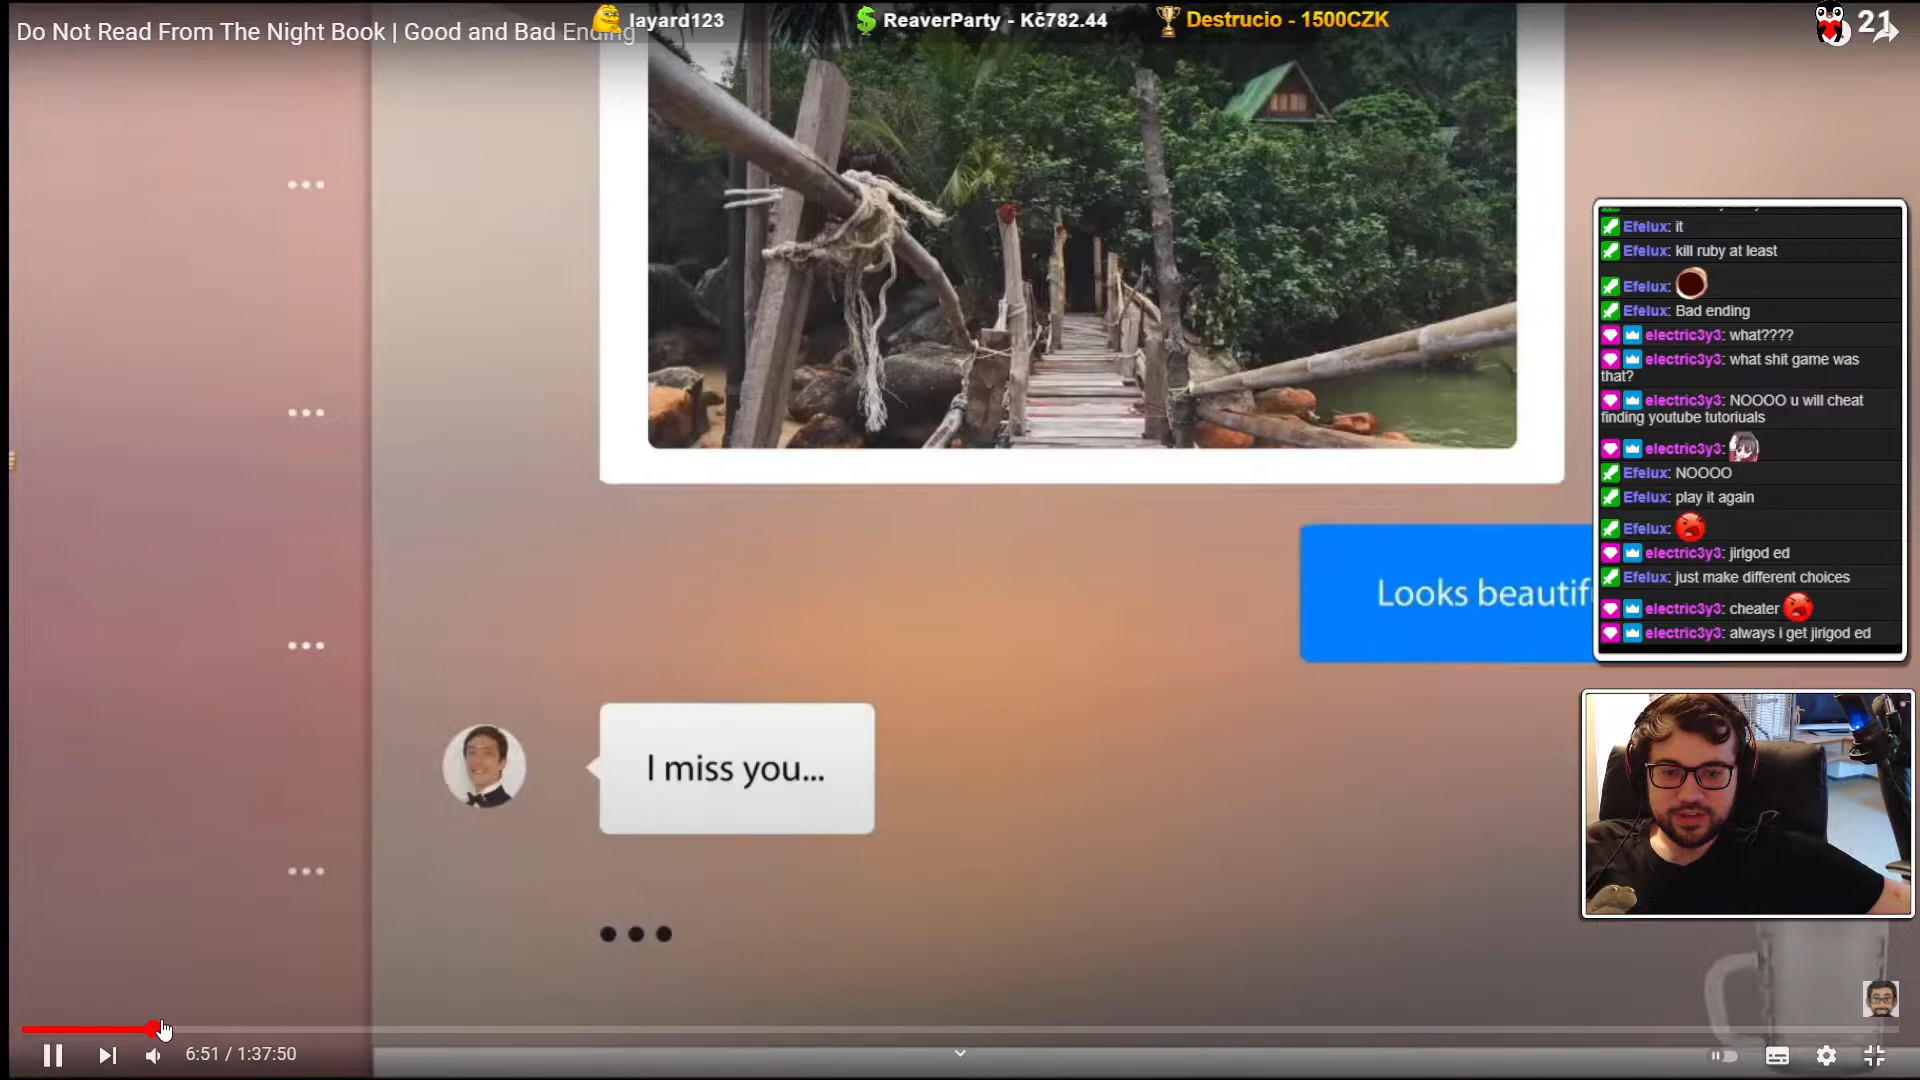 Do Not Read From The Night Book | Good and Bad Ending
layard123
ReaverParty - Kč782.44
Destrucio - 1500CZK
21
Efelux: it
Efelux: kill ruby at least
Efelux:
Efelux: Bad ending
electric3y3: what????
electric3y3: what shit game was
that?
electric3y3: NOOOO u will cheat
finding youtube tutoriuals
electric3y3:
Efelux: NOOOO
Efelux: play it again
Efelux:
electric3y3: jirigod ed
Efelux: just make different choices
electric3y3: cheater
electric3y3: always i get jirigod ed
Looks beautif
I miss you...
6:51 / 1:37:50